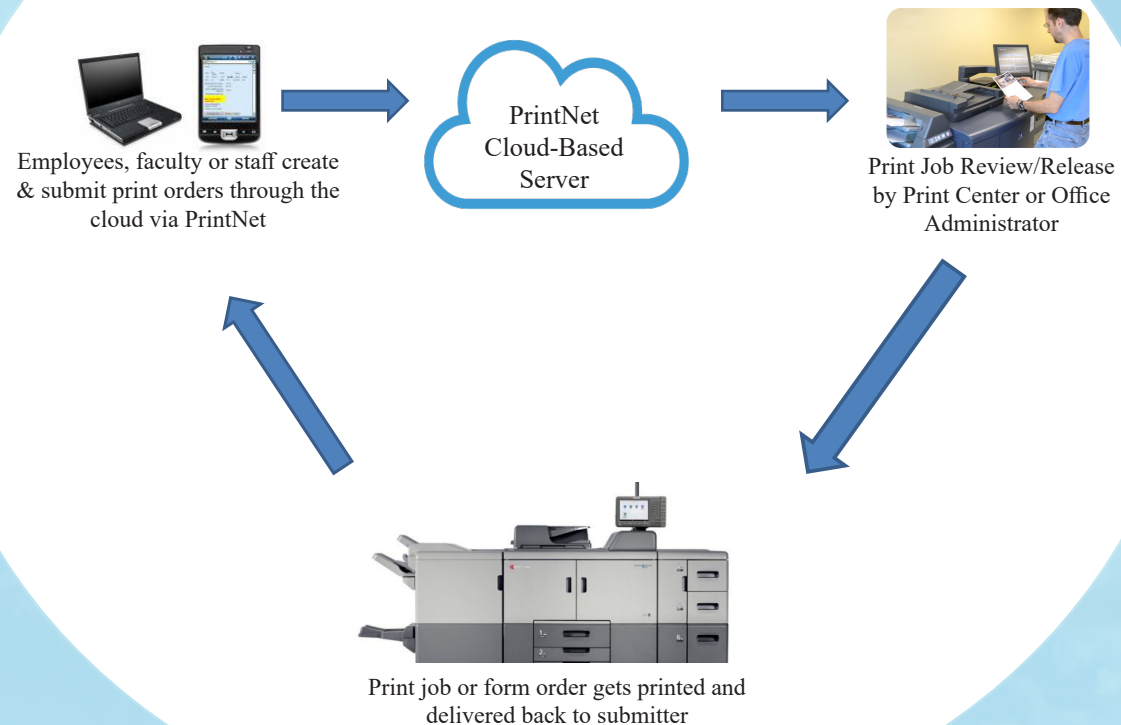 Employees, faculty or staff create
& submit print orders through the
cloud via PrintNet
PrintNet
Cloud-Based
Server
Print Job Review/Release
by Print Center or Office
Administrator
Print job or form order gets printed and
delivered back to submitter